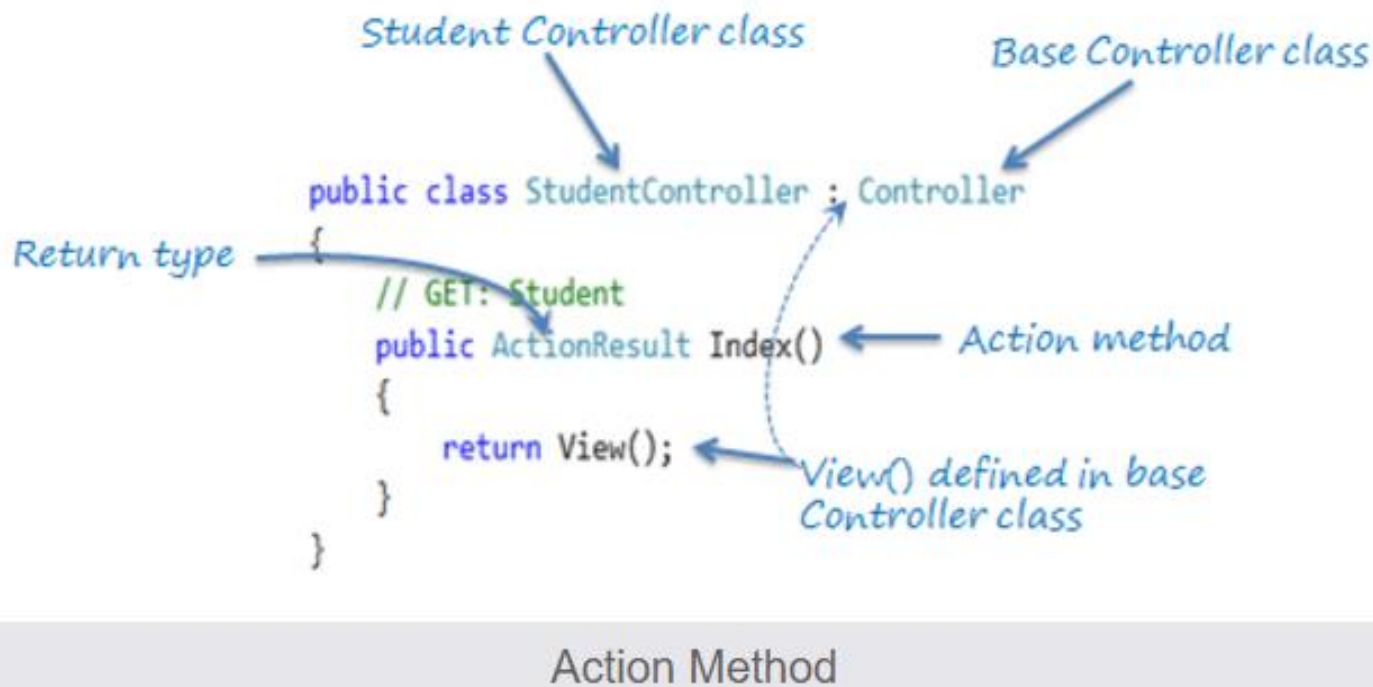 Student Controller class
Base Controller class
public class StudentController : Controller
{
Return type
// GET: Student
public ActionResult Index()
Action method
{
return View();
View() defined in base
Controller class
}
}
Action Method